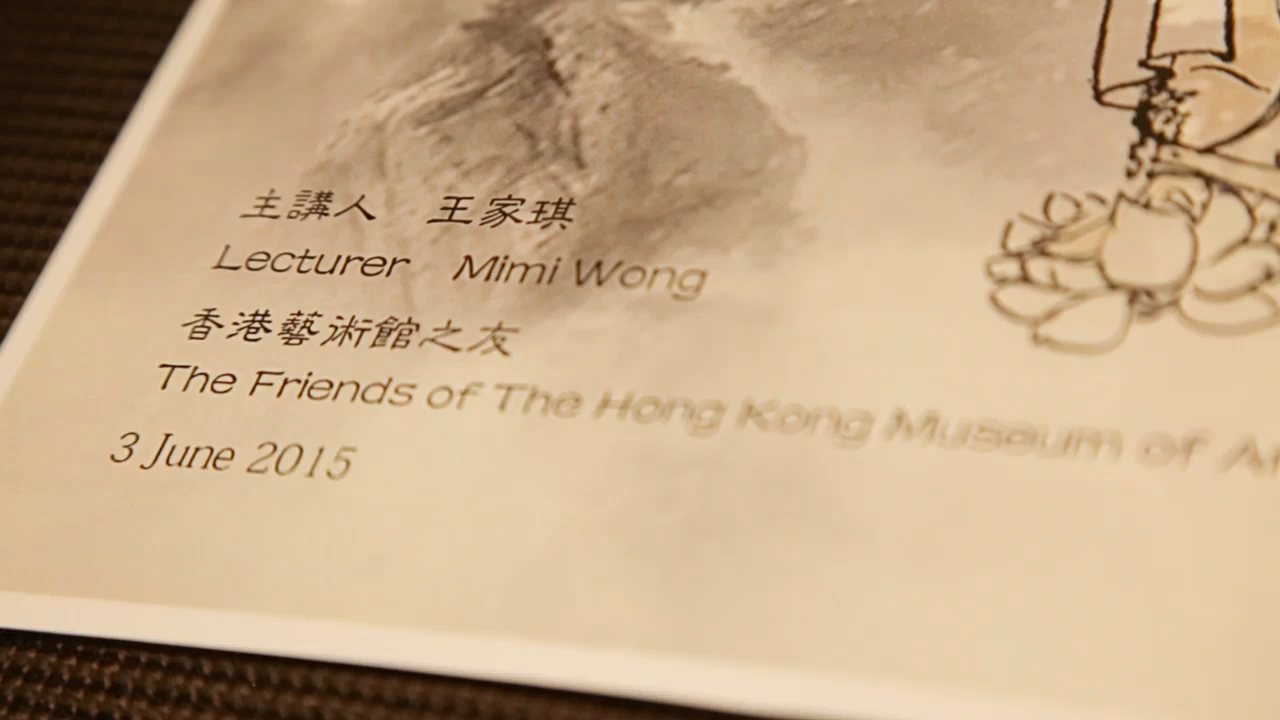 主講人 王家琪
Lecturer Mimi Wong
香港藝術館之友
The Friends of The Hong Kong Museum of
3 June 2015